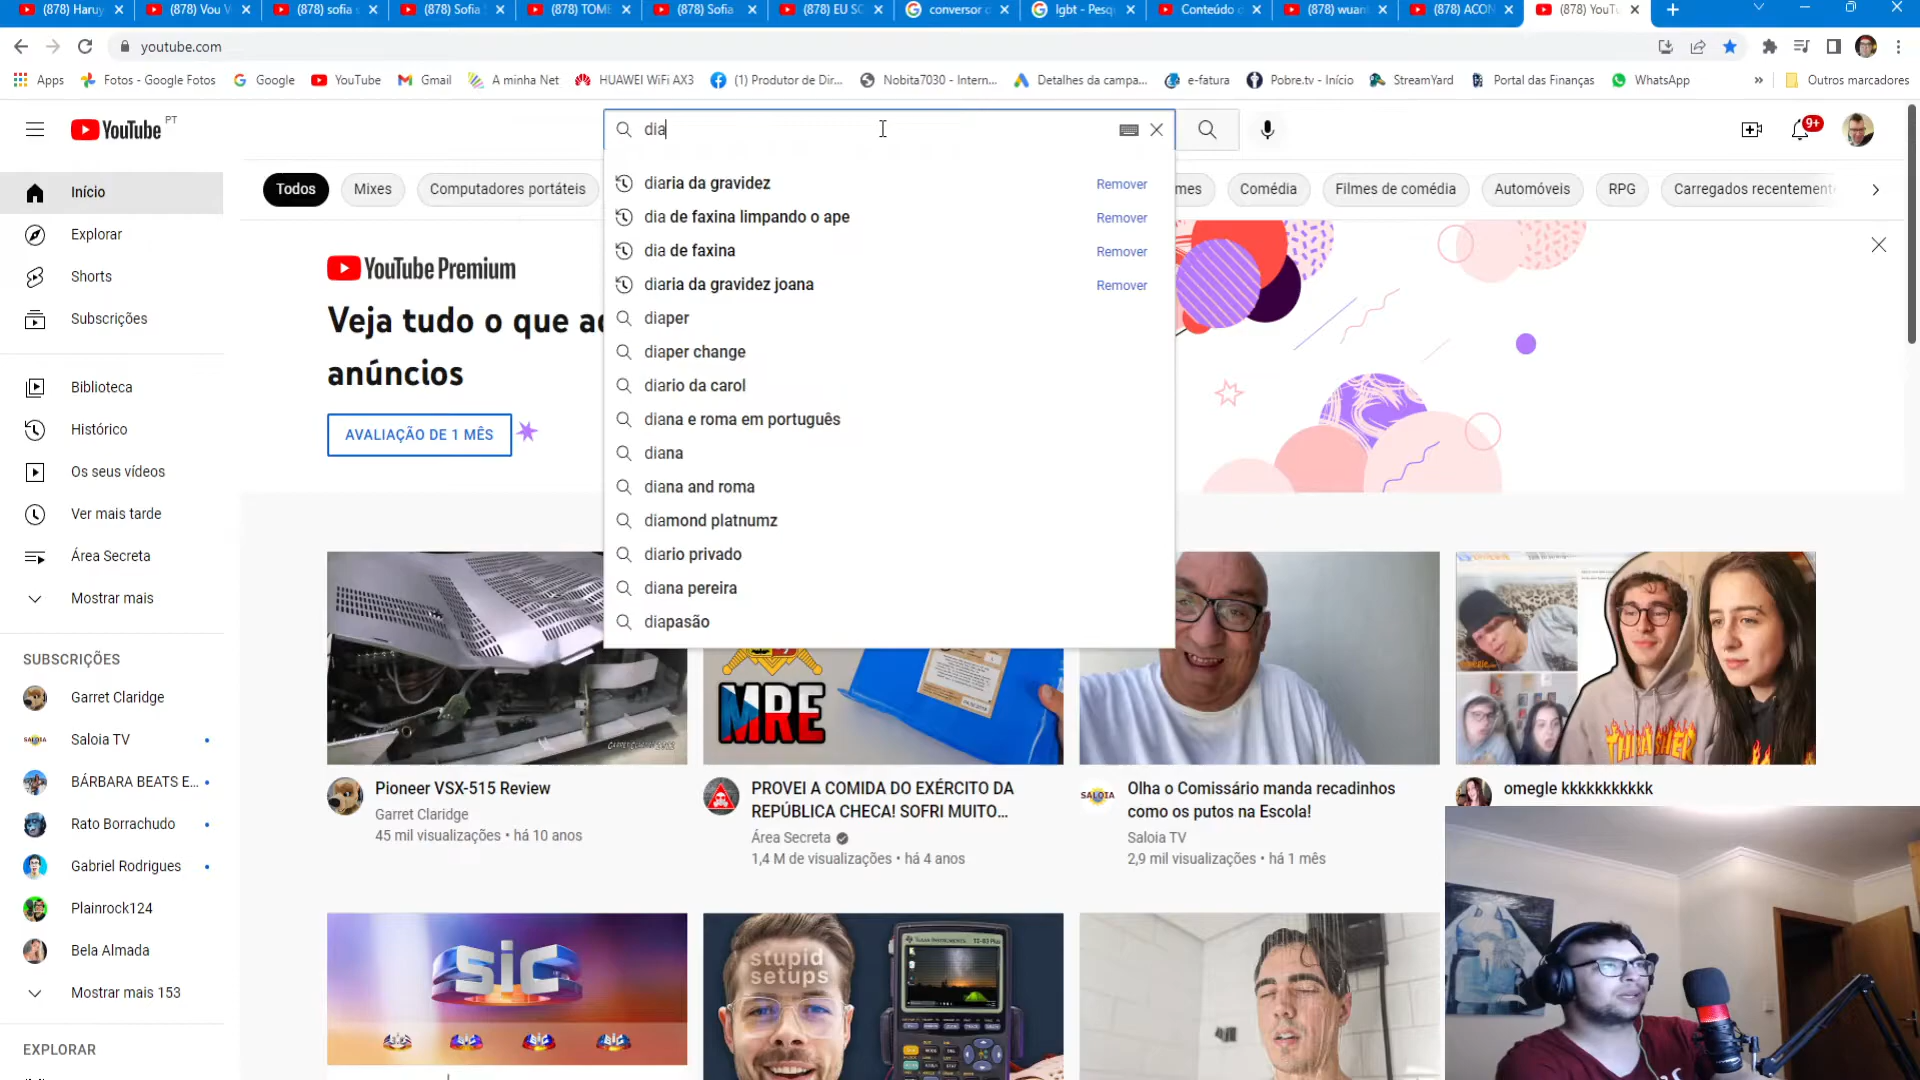 (878) Haruy
(878) Vou V
(878) sofia s
(878) Sofia
(878) TOME
(878) Sofia
(878) EU SO
conversor d
lgbt - Pesq
Conteúdo
(878) wuan
(878) ACON
(878) YouTu
youtube.com
Apps
Fotos - Google Fotos
Google
YouTube
Gmail
A minha Net
HUAWEI WiFi AX3
(1) Produtor de Dir...
Nobita7030 - Intern...
Detalhes da campa...
e-fatura
Pobre.tv - Início
StreamYard
Portal das Finanças
WhatsApp
»
Outros marcadores
YouTube PT
dia
9+
Início
Explorar
Shorts
Subscrições
Biblioteca
Histórico
Os seus vídeos
Ver mais tarde
Área Secreta
Mostrar mais
SUBSCRIÇÕES
Garret Claridge
Saloia TV
BÁRBARA BEATS E...
Rato Borrachudo
Gabriel Rodrigues
Plainrock124
Bela Almada
Mostrar mais 153
EXPLORAR
Todos
Mixes
Computadores portáteis
mes
Comédia
Filmes de comédia
Automóveis
RPG
Carregados recentement
diaria da gravidez
Remover
dia de faxina limpando o ape
Remover
dia de faxina
Remover
diaria da gravidez joana
Remover
diaper
diaper change
diario da carol
diana e roma em português
diana
diana and roma
diamond platnumz
diario privado
diana pereira
diapasão
YouTube Premium
Veja tudo o que ac
anúncios
AVALIAÇÃO DE 1 MÊS
GARRET CLARIDGE
MRE
THRASHER
Pioneer VSX-515 Review
Garret Claridge
45 mil visualizações • há 10 anos
PROVEI A COMIDA DO EXÉRCITO DA
REPÚBLICA CHECA! SOFRI MUITO...
Área Secreta
1,4 M de visualizações • há 4 anos
SALOIA
Olha o Comissário manda recadinhos
como os putos na Escola!
Saloia TV
2,9 mil visualizações • há 1 mês
omegle kkkkkkkkkkk
sic
stupid
setups
TEXAS INSTRUMENTS